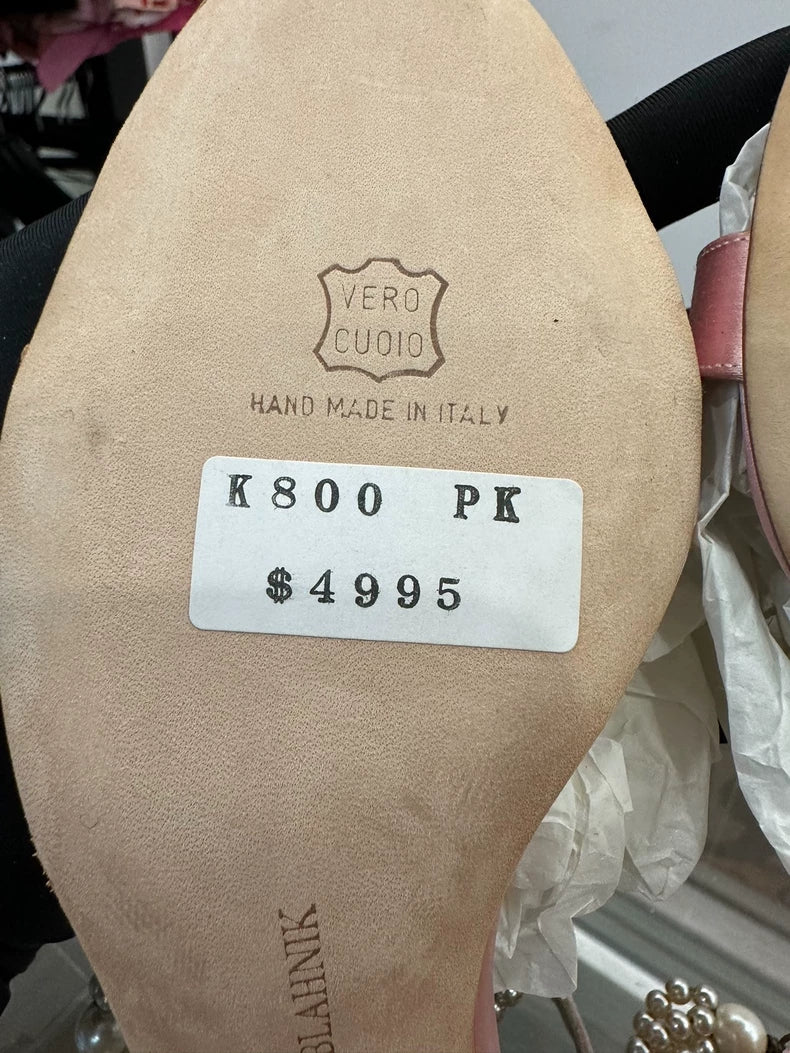 VERO
CUOIO
HAND MADE IN ITALY
K800 PK
$4995
BLAHNIK